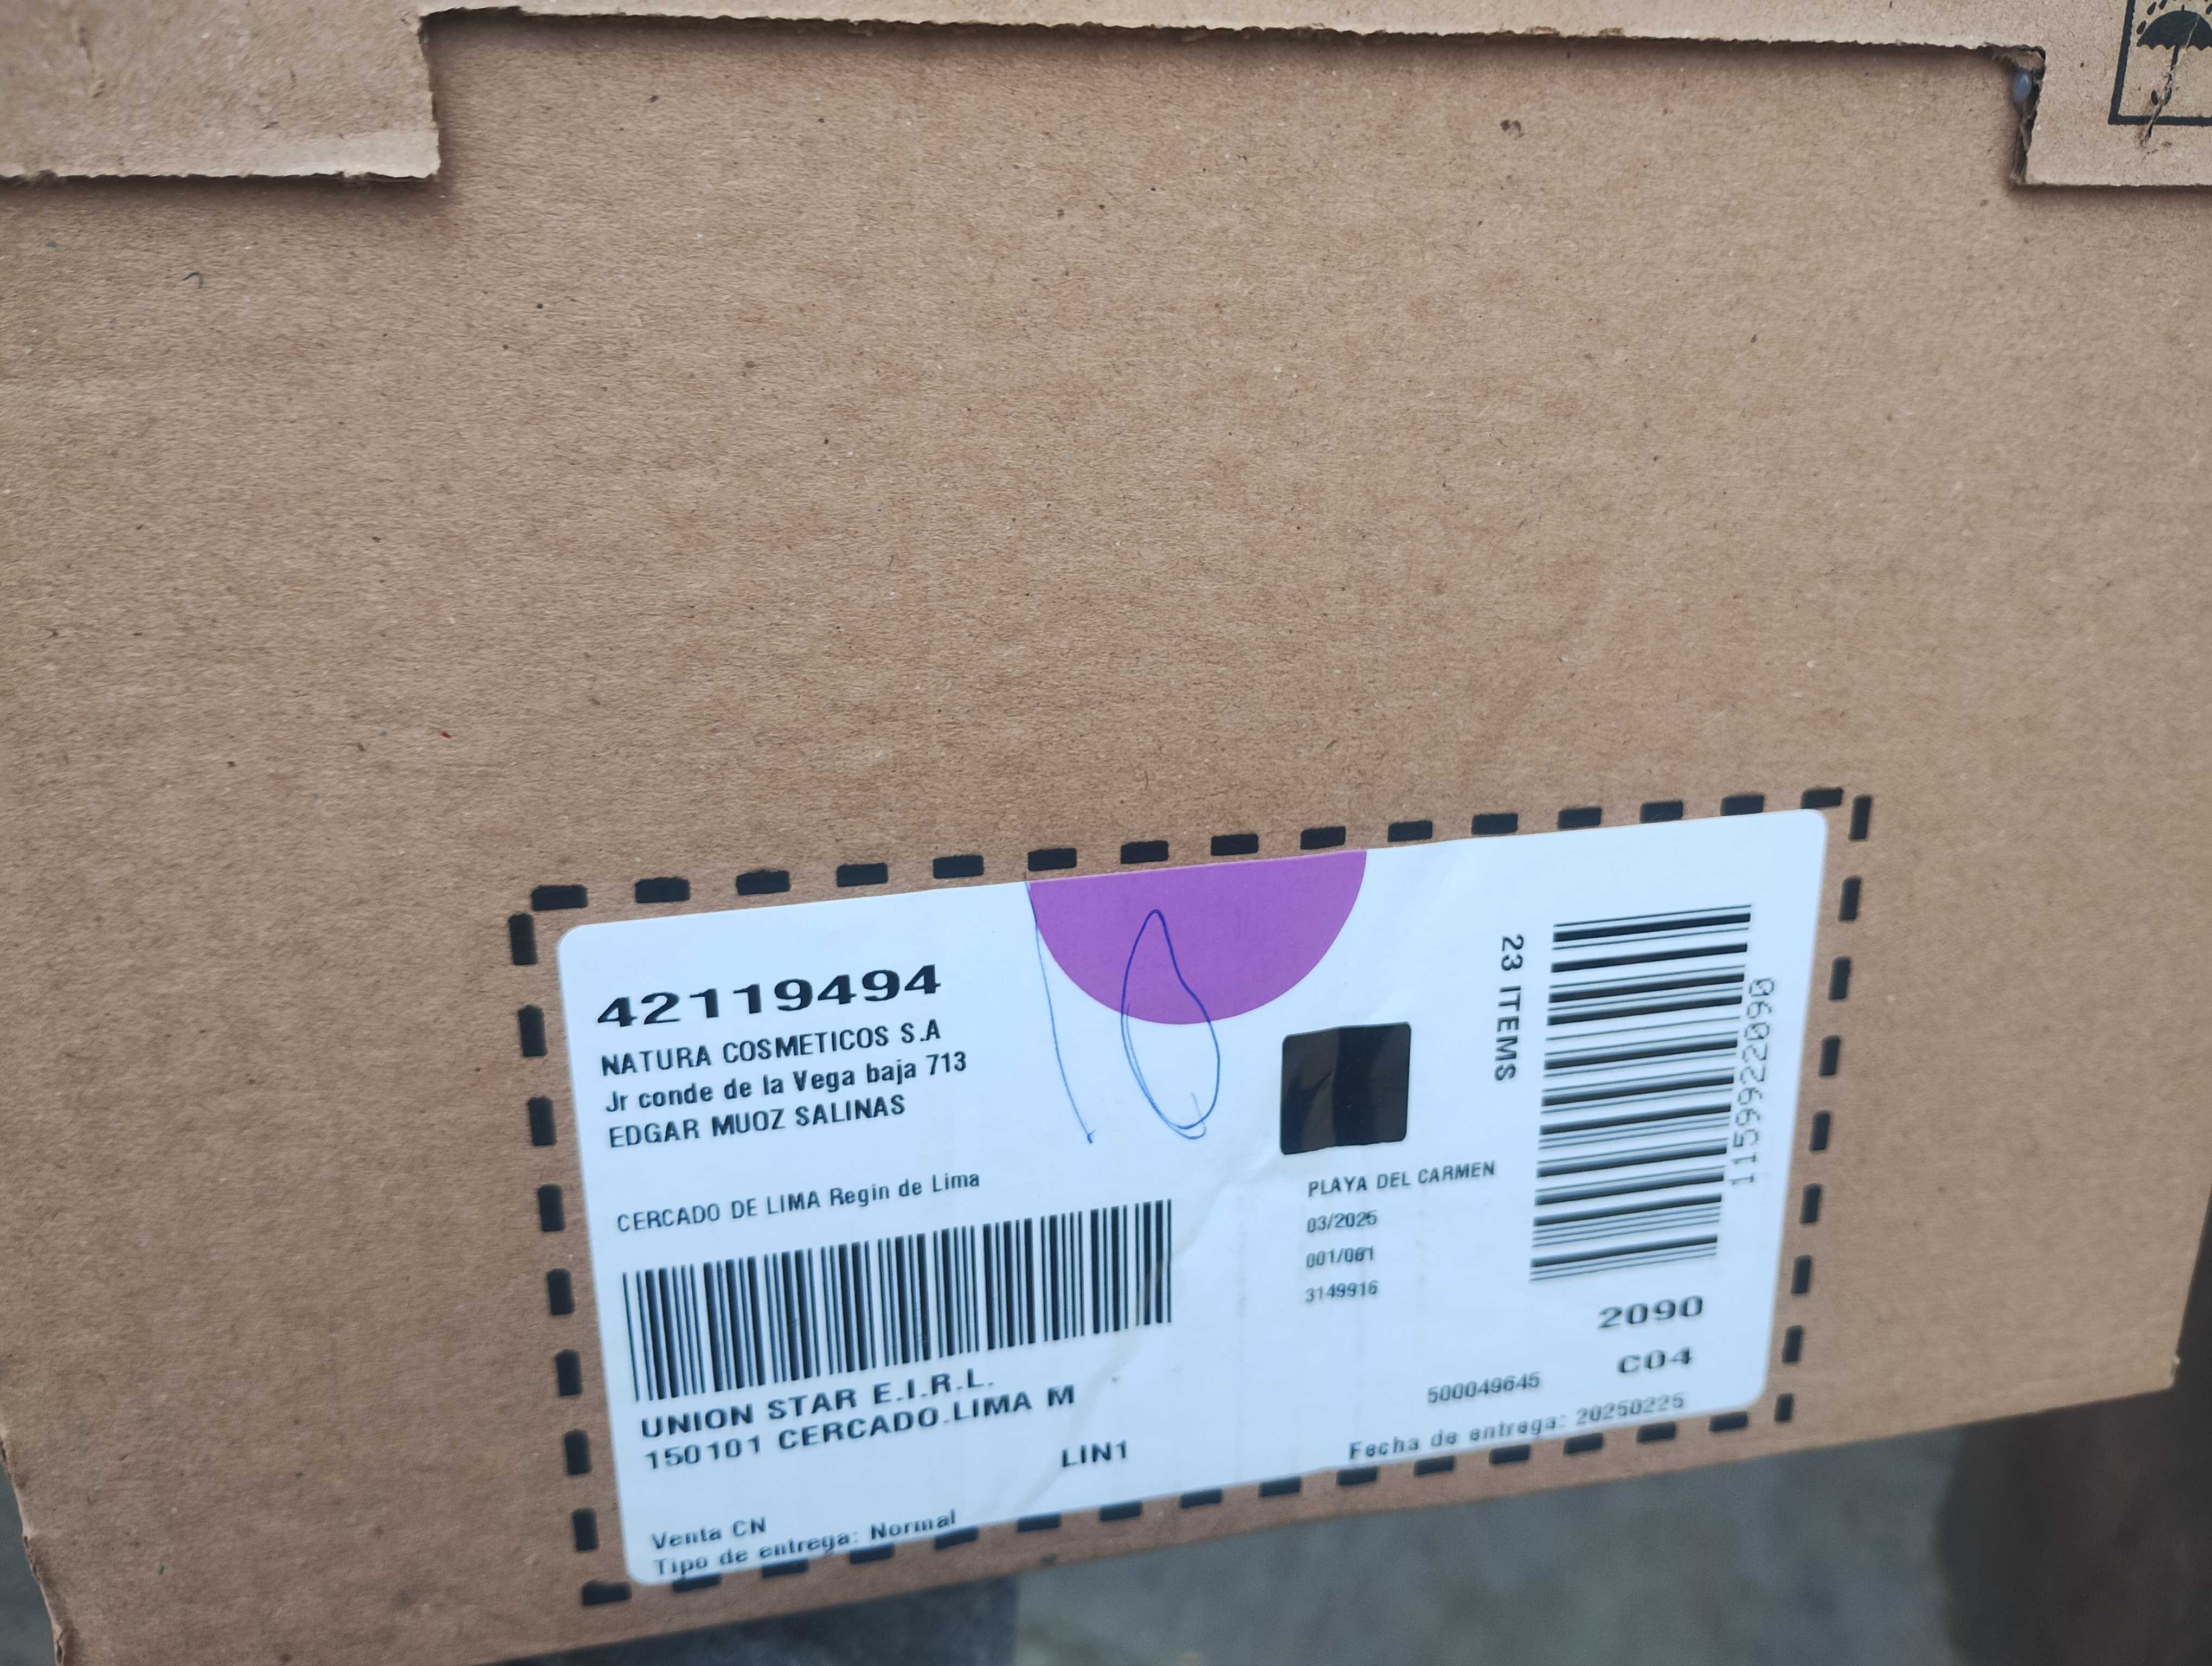 42119494
NATURA COSMETICOS S.A
Jr conde de la Vega baja 713
EDGAR MUOZ SALINAS
CERCADO DE LIMA Regin de Lima
UNION STAR E.I.R.L.
150101 CERCADO.LIMA M
LIN1
Venta CN
Tipo de entrega: Normal
PLAYA DEL CARMEN
03/2025
001/001
3149916
23 ITEMS
11599222090
2090
C04
500049645
Fecha de entrega: 20250225